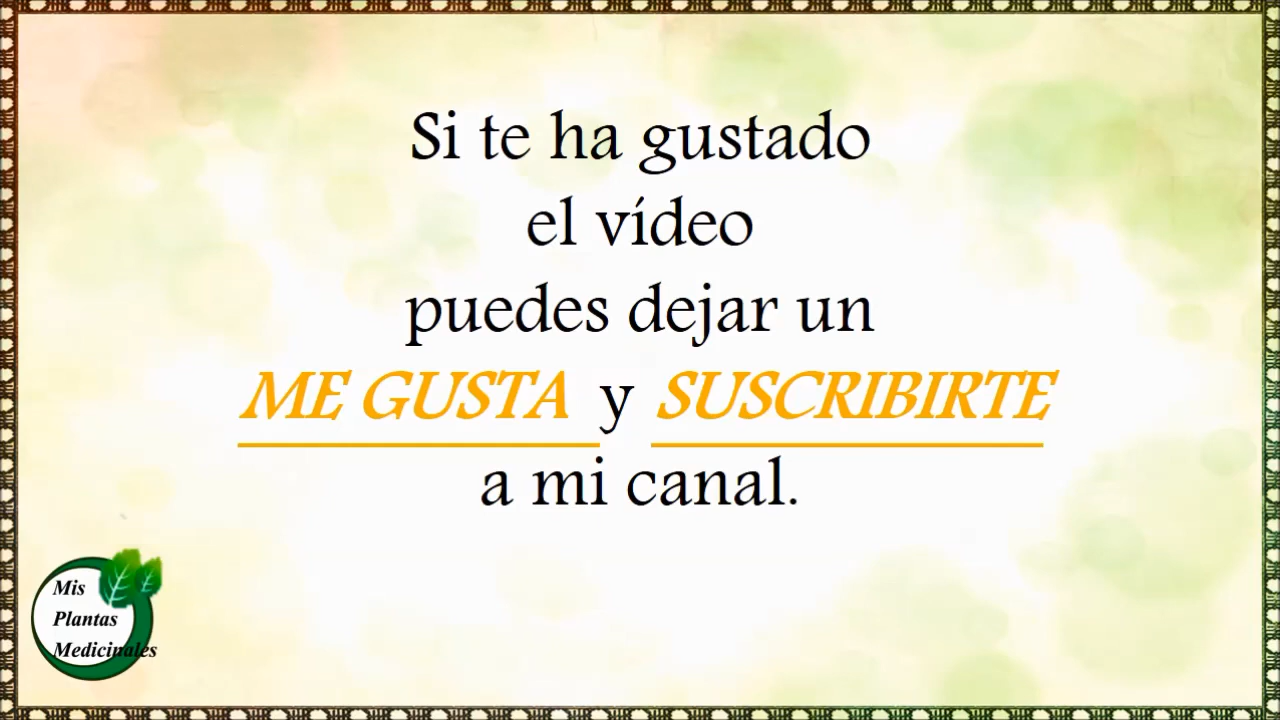 Si te ha gustado
el vídeo
puedes dejar un
ME GUSTA y SUSCRIBIRTE
a mi canal.
Mis
Plantas
Medicinales